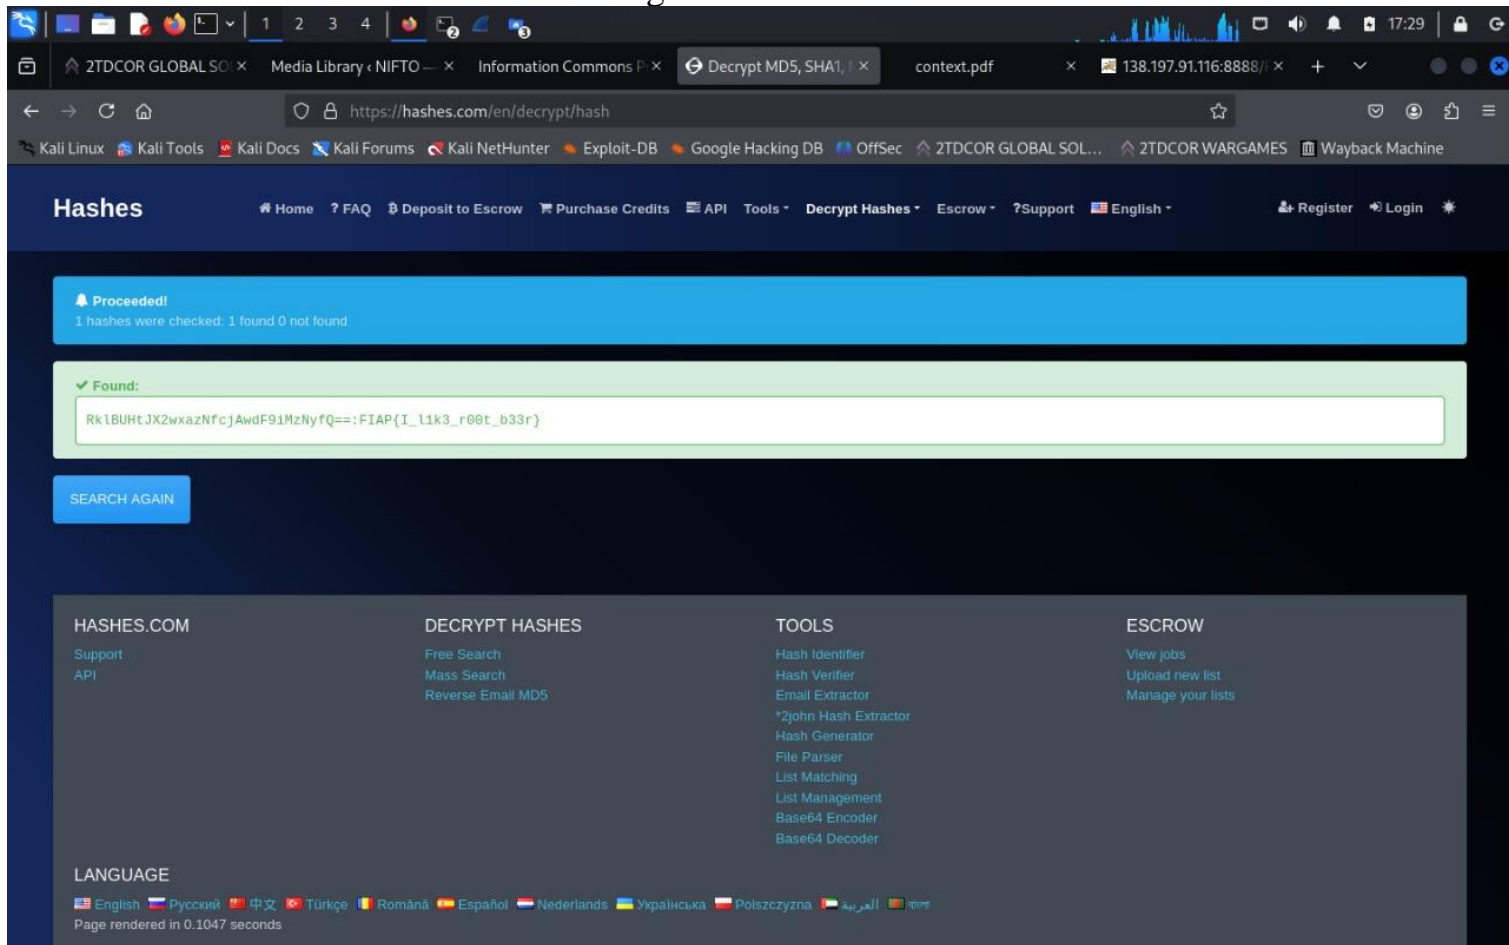 1 2 3 4 2 3 17:29
2TDCOR GLOBAL SO Media Library ‹ NIFTO — Information Commons P Decrypt MD5, SHA1, context.pdf 138.197.91.116:8888/
https://hashes.com/en/decrypt/hash
Kali Linux Kali Tools Kali Docs Kali Forums Kali NetHunter Exploit-DB Google Hacking DB OffSec 2TDCOR GLOBAL SOL... 2TDCOR WARGAMES Wayback Machine
Hashes Home ? FAQ Deposit to Escrow Purchase Credits API Tools Decrypt Hashes Escrow ?Support English Register Login
Proceeded!
1 hashes were checked: 1 found 0 not found
Found:
RklBUHtJX2wxazNfcjAwdF9iMzNyfQ==:FIAP{I_l1k3_r00t_b33r}
SEARCH AGAIN
HASHES.COM DECRYPT HASHES TOOLS ESCROW
Support Free Search Hash Identifier View jobs
API Mass Search Hash Verifier Upload new list
Reverse Email MD5 Email Extractor Manage your lists
*2john Hash Extractor
Hash Generator
File Parser
List Matching
List Management
Base64 Encoder
Base64 Decoder
LANGUAGE
English Русский 中文 Türkçe Română Español Nederlands Українська Polszczyzna العربية বাংলা
Page rendered in 0.1047 seconds